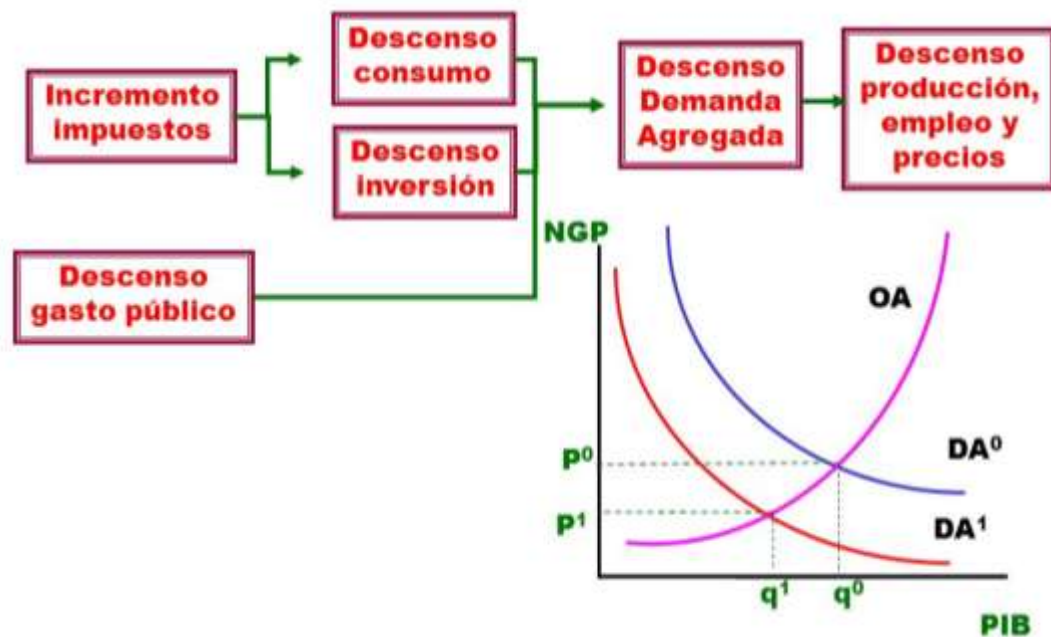 Incremento
impuestos
Descenso
consumo
Descenso
inversión
Descenso
Demanda
Agregada
Descenso
producción,
empleo y
precios
Descenso
gasto público
NGP
OA
P⁰
DA⁰
P¹
DA¹
q¹
q⁰
PIB